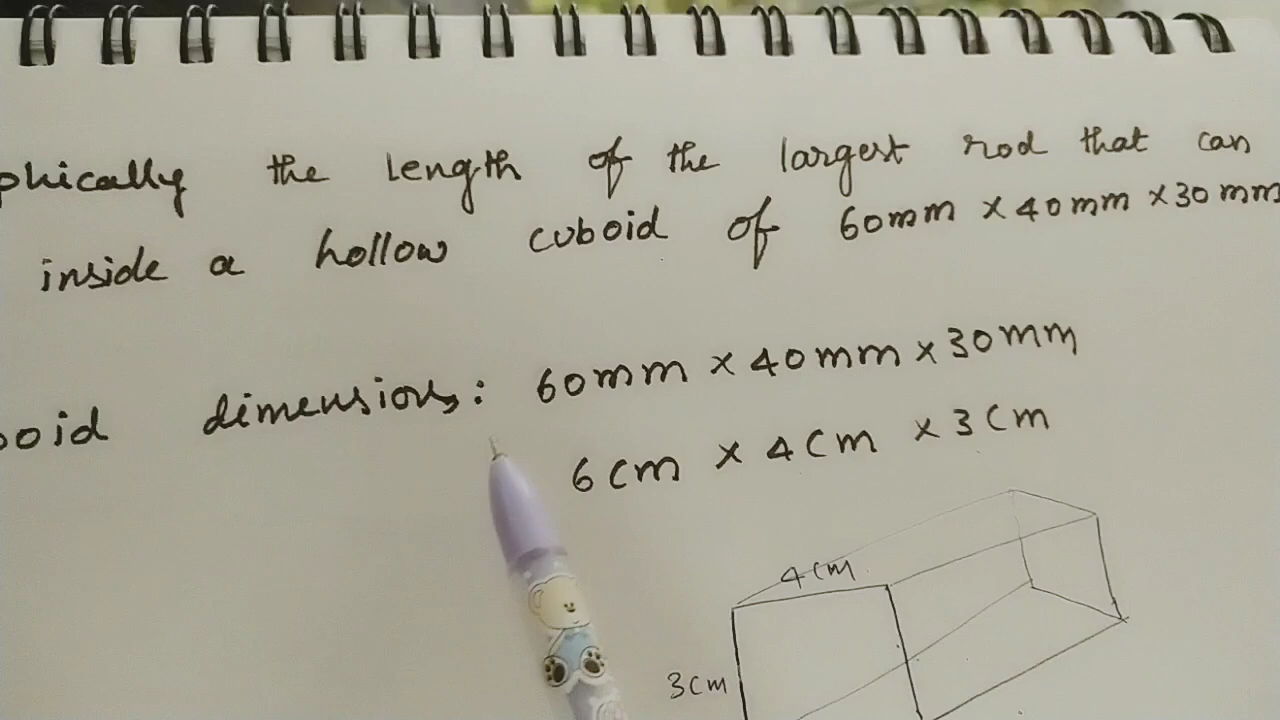 phically the length of the largest rod that can
inside a hollow cuboid of 60mm × 40mm × 30mm
boid dimensions: 60mm × 40mm × 30mm
6cm × 4cm × 3cm
4cm
3cm